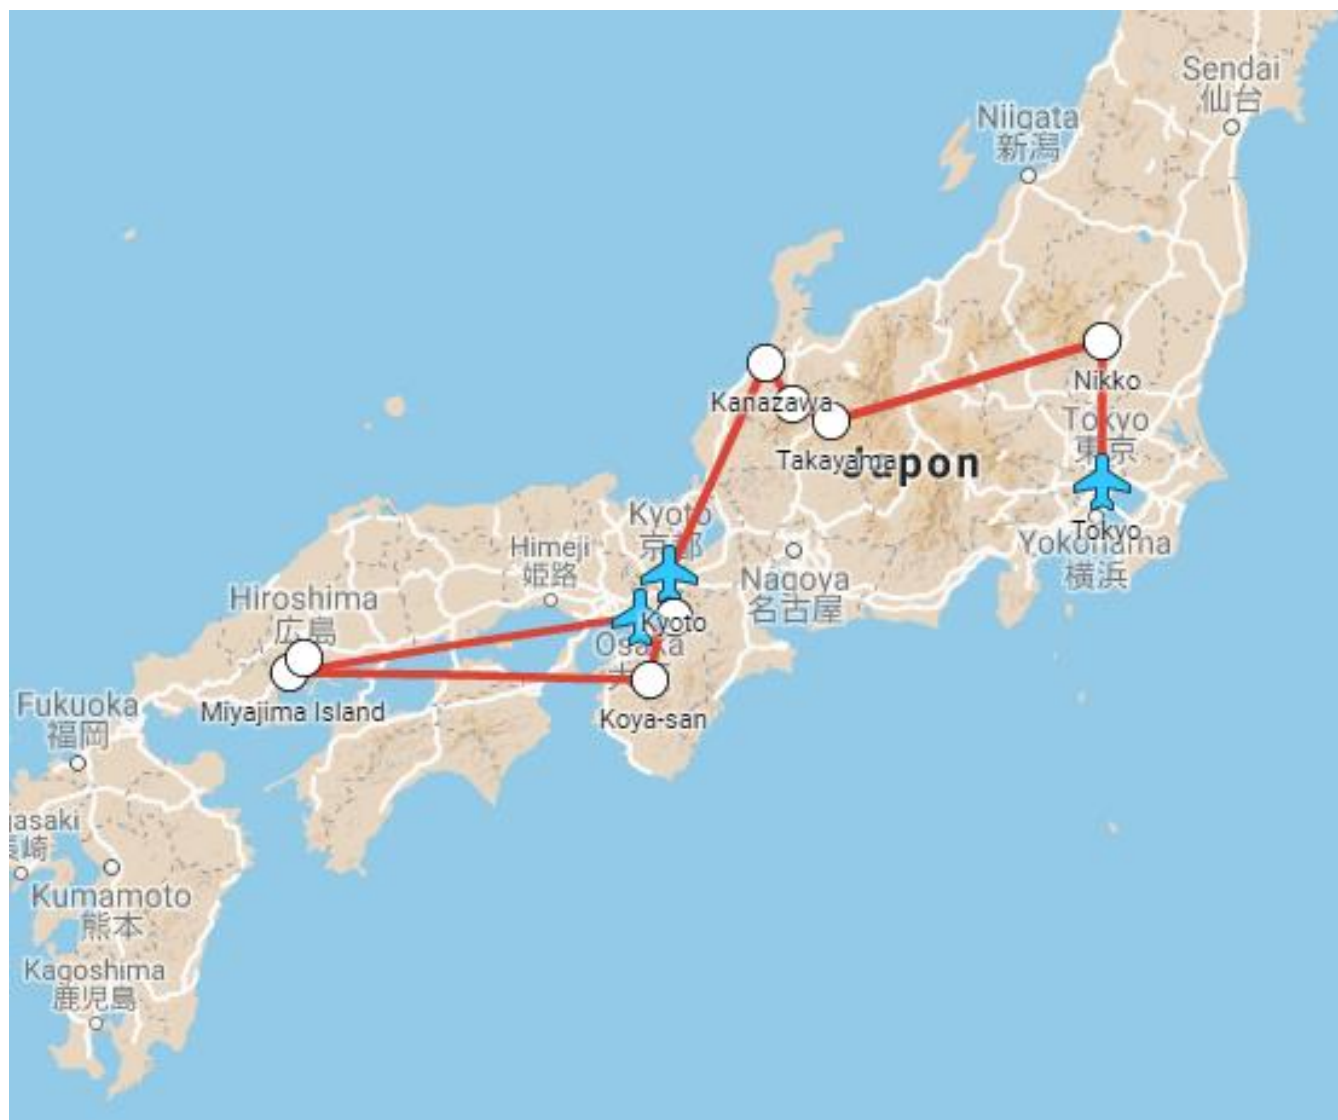 Sendai
仙台
Niigata
新潟
Nikko
Kanazawa
Tokyo
東京
Takayama
Japon
Tokyo
Kyoto
京都
Yokohama
横浜
Himeji
姫路
Nagoya
名古屋
Hiroshima
広島
Kyoto
Osaka
Koya-san
Miyajima Island
Fukuoka
福岡
Kumamoto
熊本
Kagoshima
鹿児島